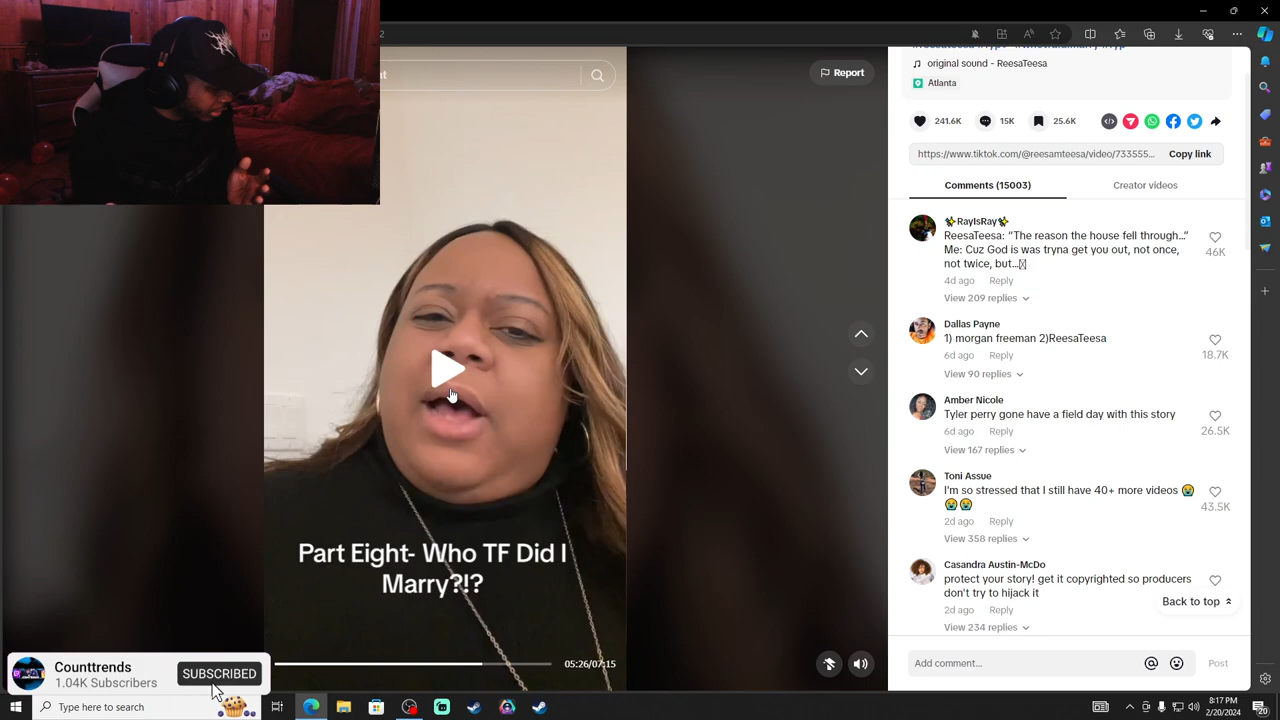 2
nt
Report
original sound - ReesaTeesa
Atlanta
241.6K
15K
25.6K
https://www.tiktok.com/@reesamteesa/video/733555...
Copy link
Comments (15003)
Creator videos
✨RayIsRay✨
ReesaTeesa: “The reason the house fell through...”
Me: Cuz God is was tryna get you out, not once,
not twice, but...
46K
4d ago Reply
View 209 replies
Dallas Payne
1) morgan freeman 2)ReesaTeesa
18.7K
6d ago Reply
View 90 replies
Amber Nicole
Tyler perry gone have a field day with this story
26.5K
6d ago Reply
View 167 replies
Toni Assue
I'm so stressed that I still have 40+ more videos 😭
😭😭
43.5K
2d ago Reply
View 358 replies
Casandra Austin-McDo
protect your story! get it copyrighted so producers
don't try to hijack it
Back to top
2d ago Reply
View 234 replies
Part Eight- Who TF Did I
Marry?!?
05:26/07:15
Add comment...
Post
Counttrends
1.04K Subscribers
SUBSCRIBED
Type here to search
8:17 PM
2/20/2024
20